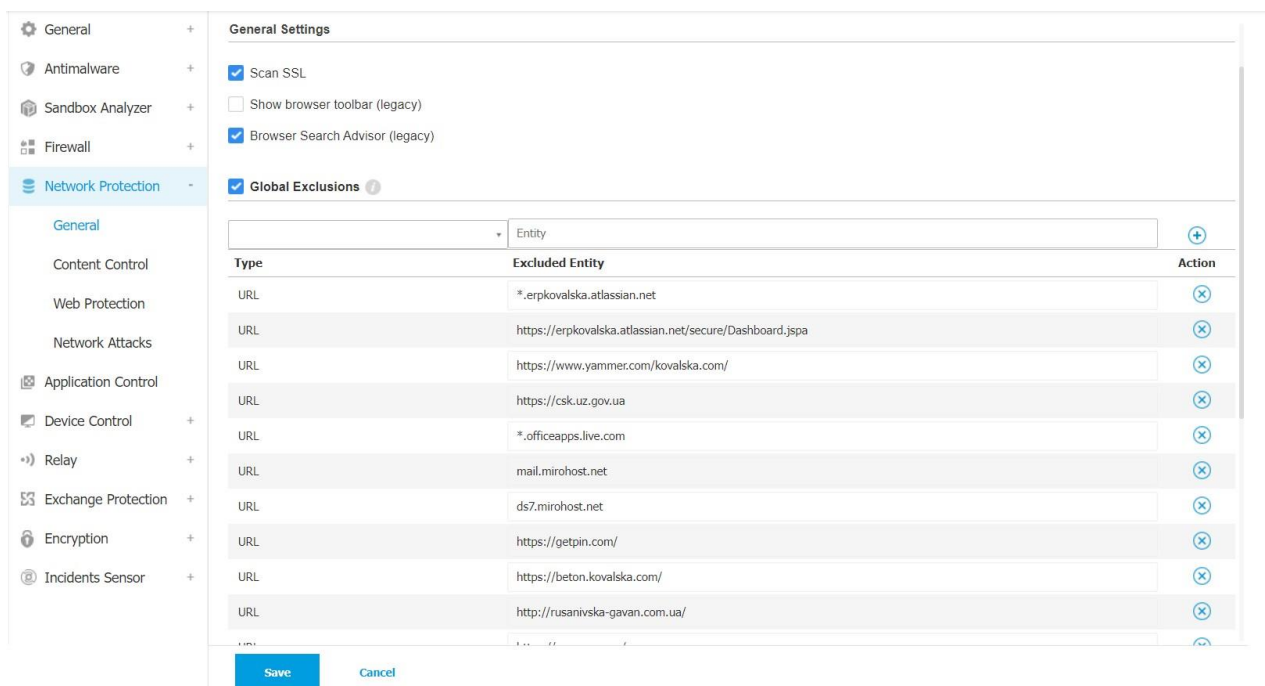 General +
Antimalware +
Sandbox Analyzer +
Firewall +
Network Protection -
General
Content Control
Web Protection
Network Attacks
Application Control
Device Control +
Relay +
Exchange Protection +
Encryption +
Incidents Sensor +
General Settings
Scan SSL
Show browser toolbar (legacy)
Browser Search Advisor (legacy)
Global Exclusions i
Entity
Type Excluded Entity Action
URL *.erpkovalska.atlassian.net
URL https://erpkovalska.atlassian.net/secure/Dashboard.jspa
URL https://www.yammer.com/kovalska.com/
URL https://csk.uz.gov.ua
URL *.officeapps.live.com
URL mail.mirohost.net
URL ds7.mirohost.net
URL https://getpin.com/
URL https://beton.kovalska.com/
URL http://rusanivska-gavan.com.ua/
Save Cancel